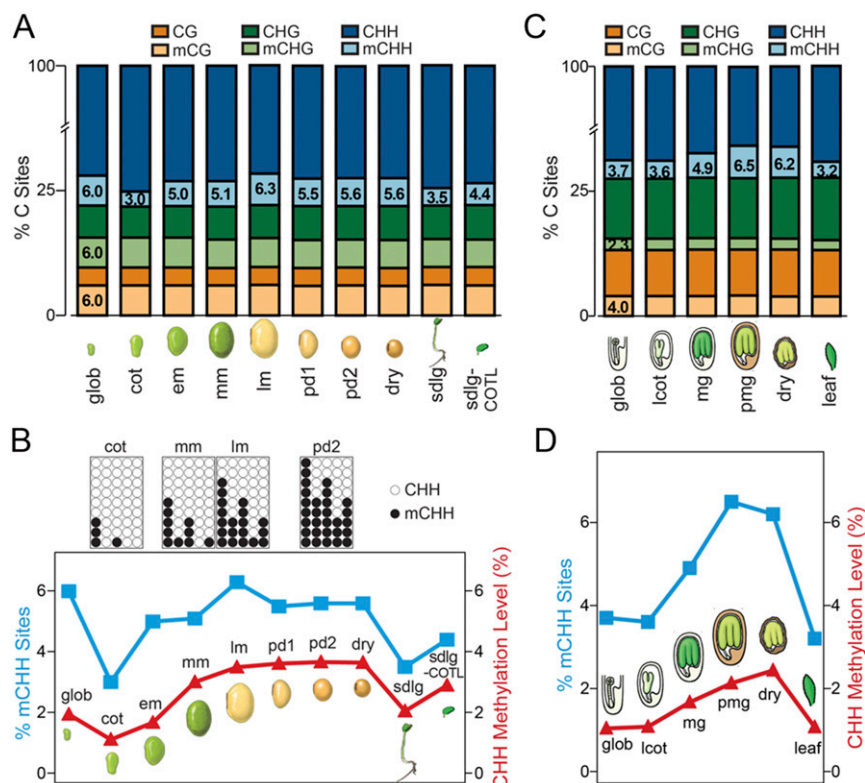 A
CG CHG CHH
mCG mCHG mCHH
100
25
0
% C Sites
6.0 3.0 5.0 5.1 6.3 5.5 5.6 5.6 3.5 4.4
6.0
6.0
glob cot em mm lm pd1 pd2 dry sdlg sdlg-
COTL
C
CG CHG CHH
mCG mCHG mCHH
100
25
0
% C Sites
3.7 3.6 4.9 6.5 6.2 3.2
2.3
4.0
glob lcot mg pmg dry leaf
B
cot mm lm pd2
CHH
mCHH
% mCHH Sites
6
4
2
0
CHH Methylation Level (%)
6
4
2
0
glob cot em mm lm pd1 pd2 dry sdlg sdlg
-COTL
D
% mCHH Sites
6
4
2
0
CHH Methylation Level (%)
6
4
2
0
glob lcot mg pmg dry leaf